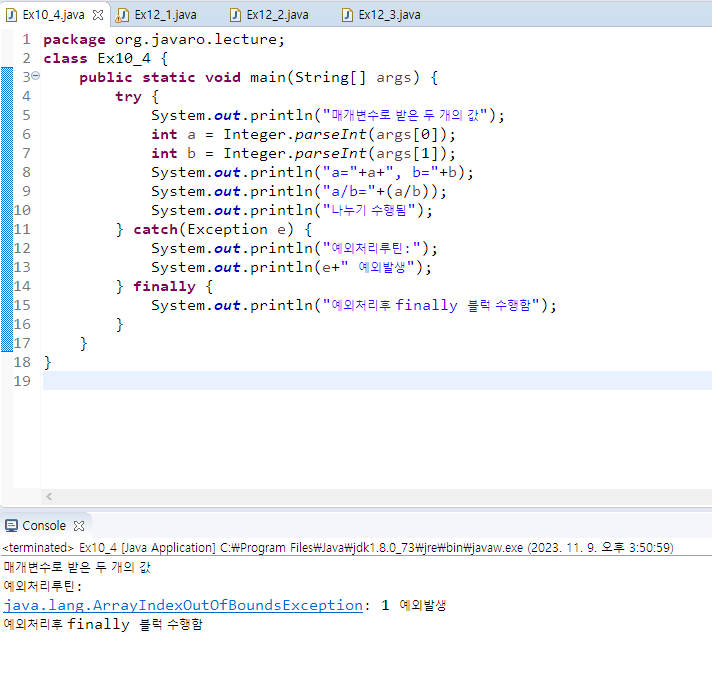 Ex10_4.java Ex12_1.java Ex12_2.java Ex12_3.java
1 package org.javaro.lecture;
2 class Ex10_4 {
3 public static void main(String[] args) {
4 try {
5 System.out.println("매개변수로 받은 두 개의 값");
6 int a = Integer.parseInt(args[0]);
7 int b = Integer.parseInt(args[1]);
8 System.out.println("a="+a+", b="+b);
9 System.out.println("a/b="+(a/b));
10 System.out.println("나누기 수행됨");
11 } catch(Exception e) {
12 System.out.println("예외처리루틴:");
13 System.out.println(e+" 예외발생");
14 } finally {
15 System.out.println("예외처리후 finally 블럭 수행함");
16 }
17 }
18 }
19
Console
<terminated> Ex10_4 [Java Application] C:₩Program Files₩Java₩jdk1.8.0_73₩jre₩bin₩javaw.exe (2023. 11. 9. 오후 3:50:59)
매개변수로 받은 두 개의 값
예외처리루틴:
java.lang.ArrayIndexOutOfBoundsException: 1 예외발생
예외처리후 finally 블럭 수행함